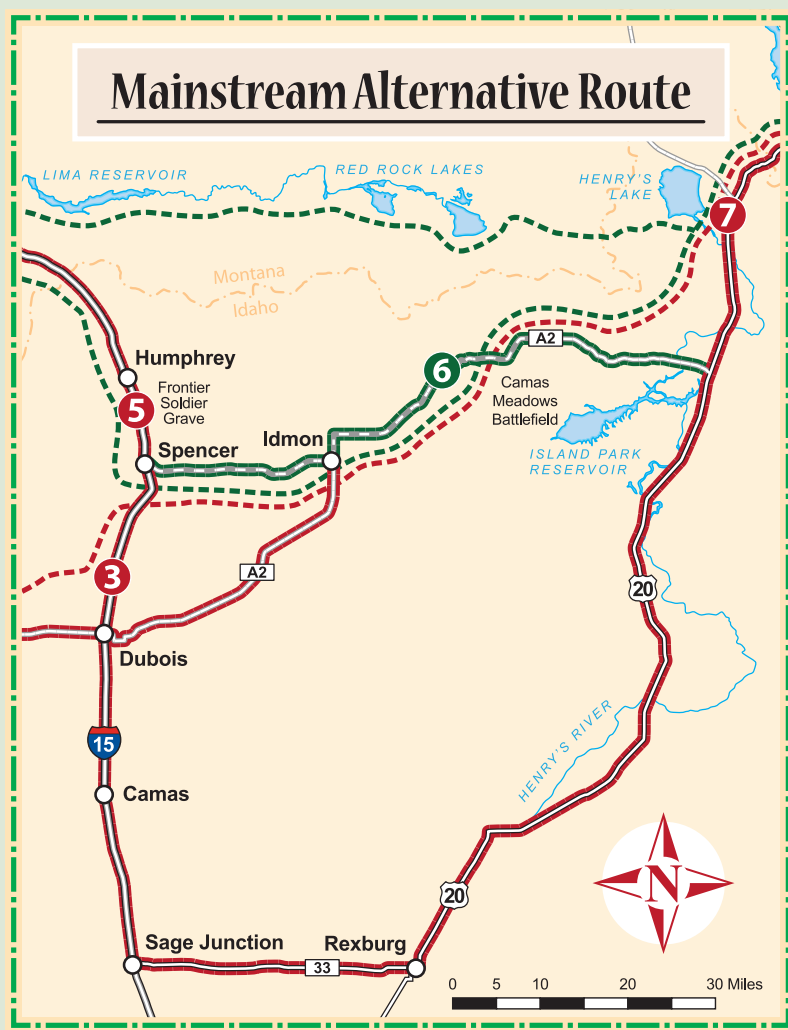 Mainstream Alternative Route
LIMA RESERVOIR
RED ROCK LAKES
HENRY'S
LAKE
7
Montana
Idaho
A2
Humphrey
6
Frontier
Soldier
Grave
5
Camas
Meadows
Battlefield
Spencer
Idmon
ISLAND PARK
RESERVOIR
3
A2
20
Dubois
15
HENRY'S RIVER
Camas
N
20
Sage Junction
Rexburg
33
0 5 10 20 30 Miles